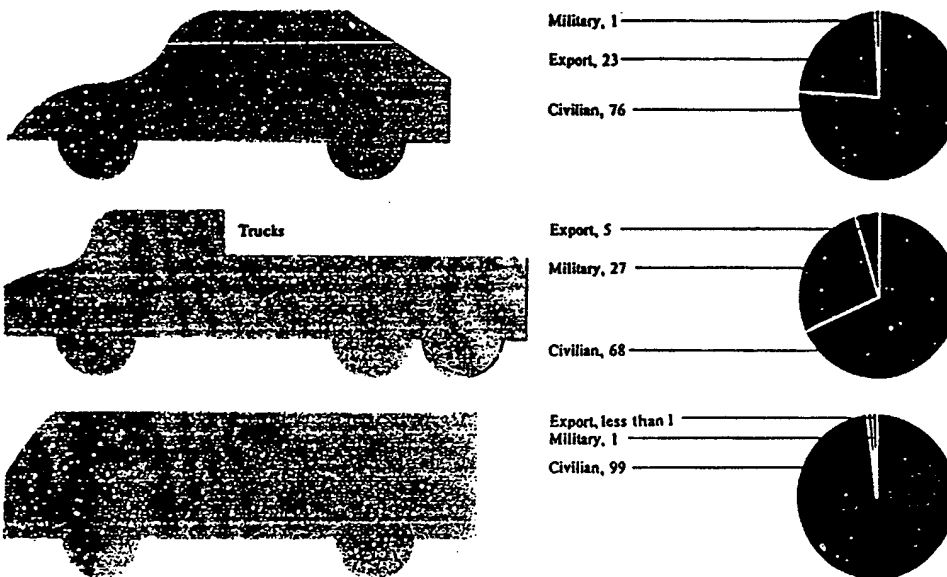 Military, 1
Export, 23
Civilian, 76
Trucks
Export, 5
Military, 27
Civilian, 68
Export, less than 1
Military, 1
Civilian, 99